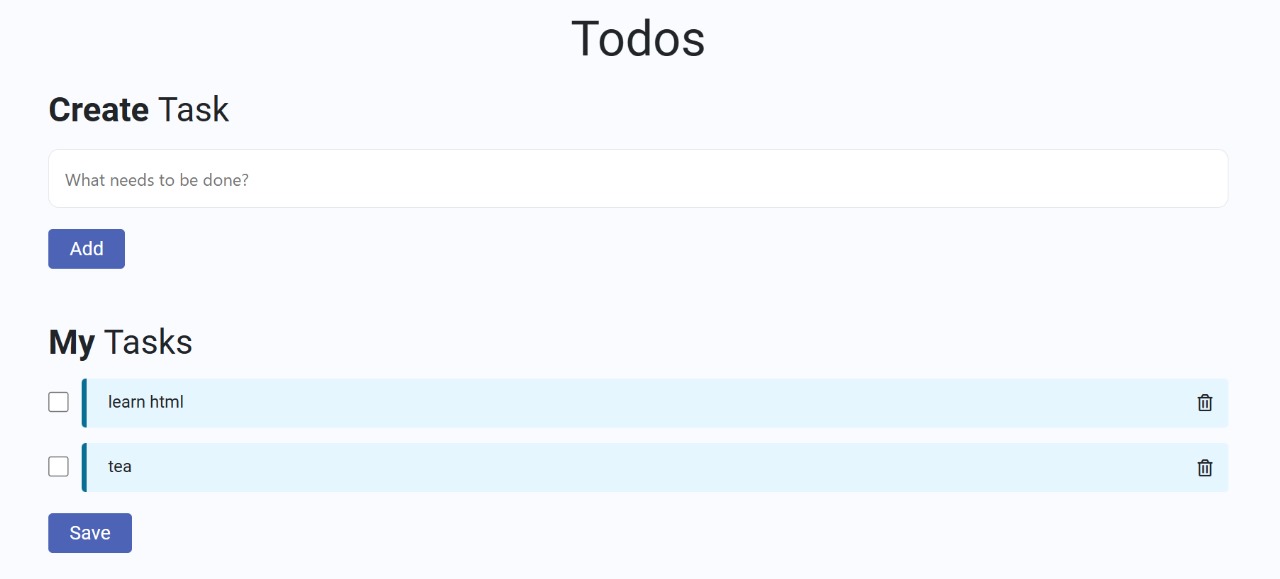 Todos
Create Task
What needs to be done?
Add
My Tasks
learn html
tea
Save